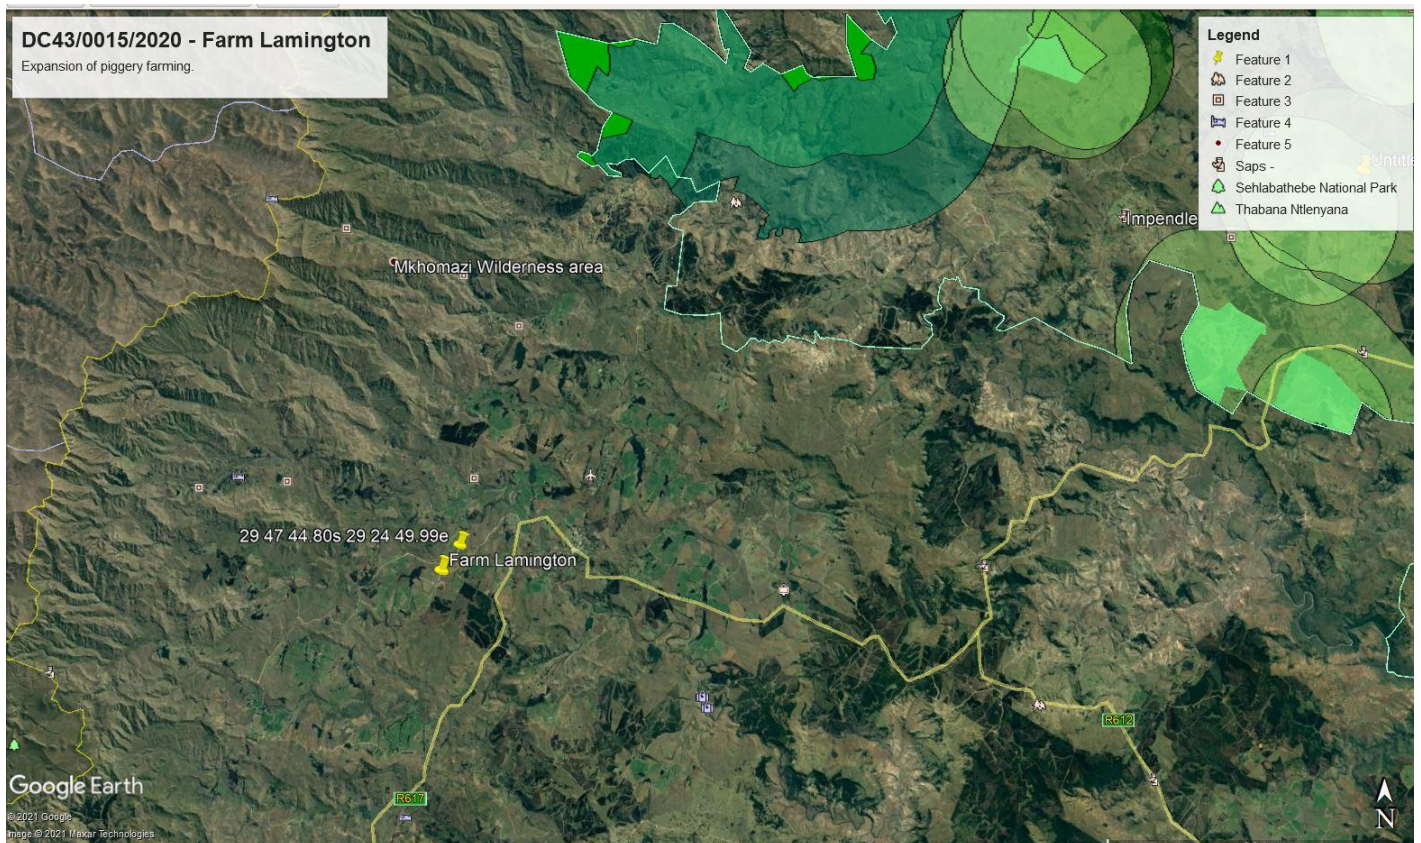 DC43/0015/2020 - Farm Lamington
Expansion of piggery farming.
Legend
Feature 1
Feature 2
Feature 3
Feature 4
Feature 5
Saps -
Sehlabathebe National Park
Thabana Ntlenyana
Impendle
Mkhomazi Wilderness area
29 47 44.80s 29 24 49.99e
Farm Lamington
R612
R617
Google Earth
© 2021 Google
Image © 2021 Maxar Technologies
N